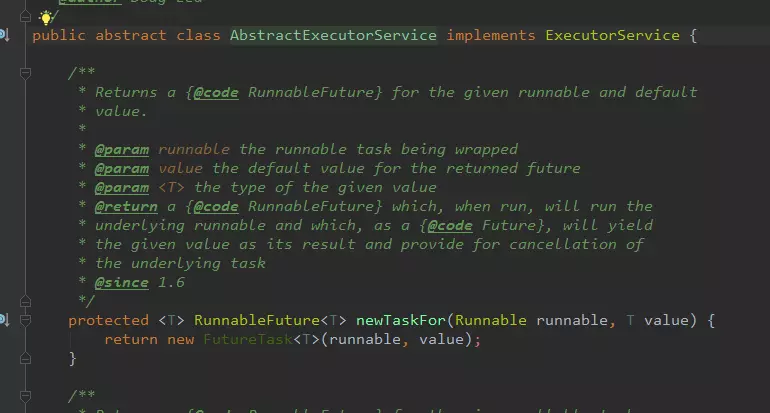 public abstract class AbstractExecutorService implements ExecutorService {
/**
* Returns a {@code RunnableFuture} for the given runnable and default
* value.
*
* @param runnable the runnable task being wrapped
* @param value the default value for the returned future
* @param <T> the type of the given value
* @return a {@code RunnableFuture} which, when run, will run the
* underlying runnable and which, as a {@code Future}, will yield
* the given value as its result and provide for cancellation of
* the underlying task
* @since 1.6
*/
protected <T> RunnableFuture<T> newTaskFor(Runnable runnable, T value) {
return new FutureTask<T>(runnable, value);
}
/**